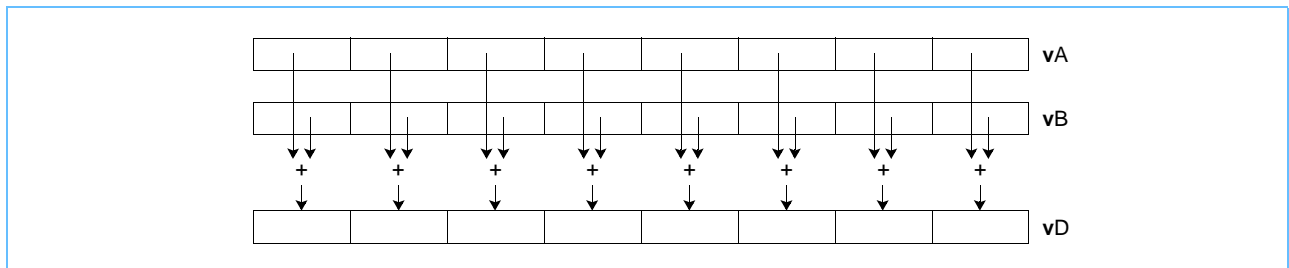 vA
vB
+ + + + + + + +
vD